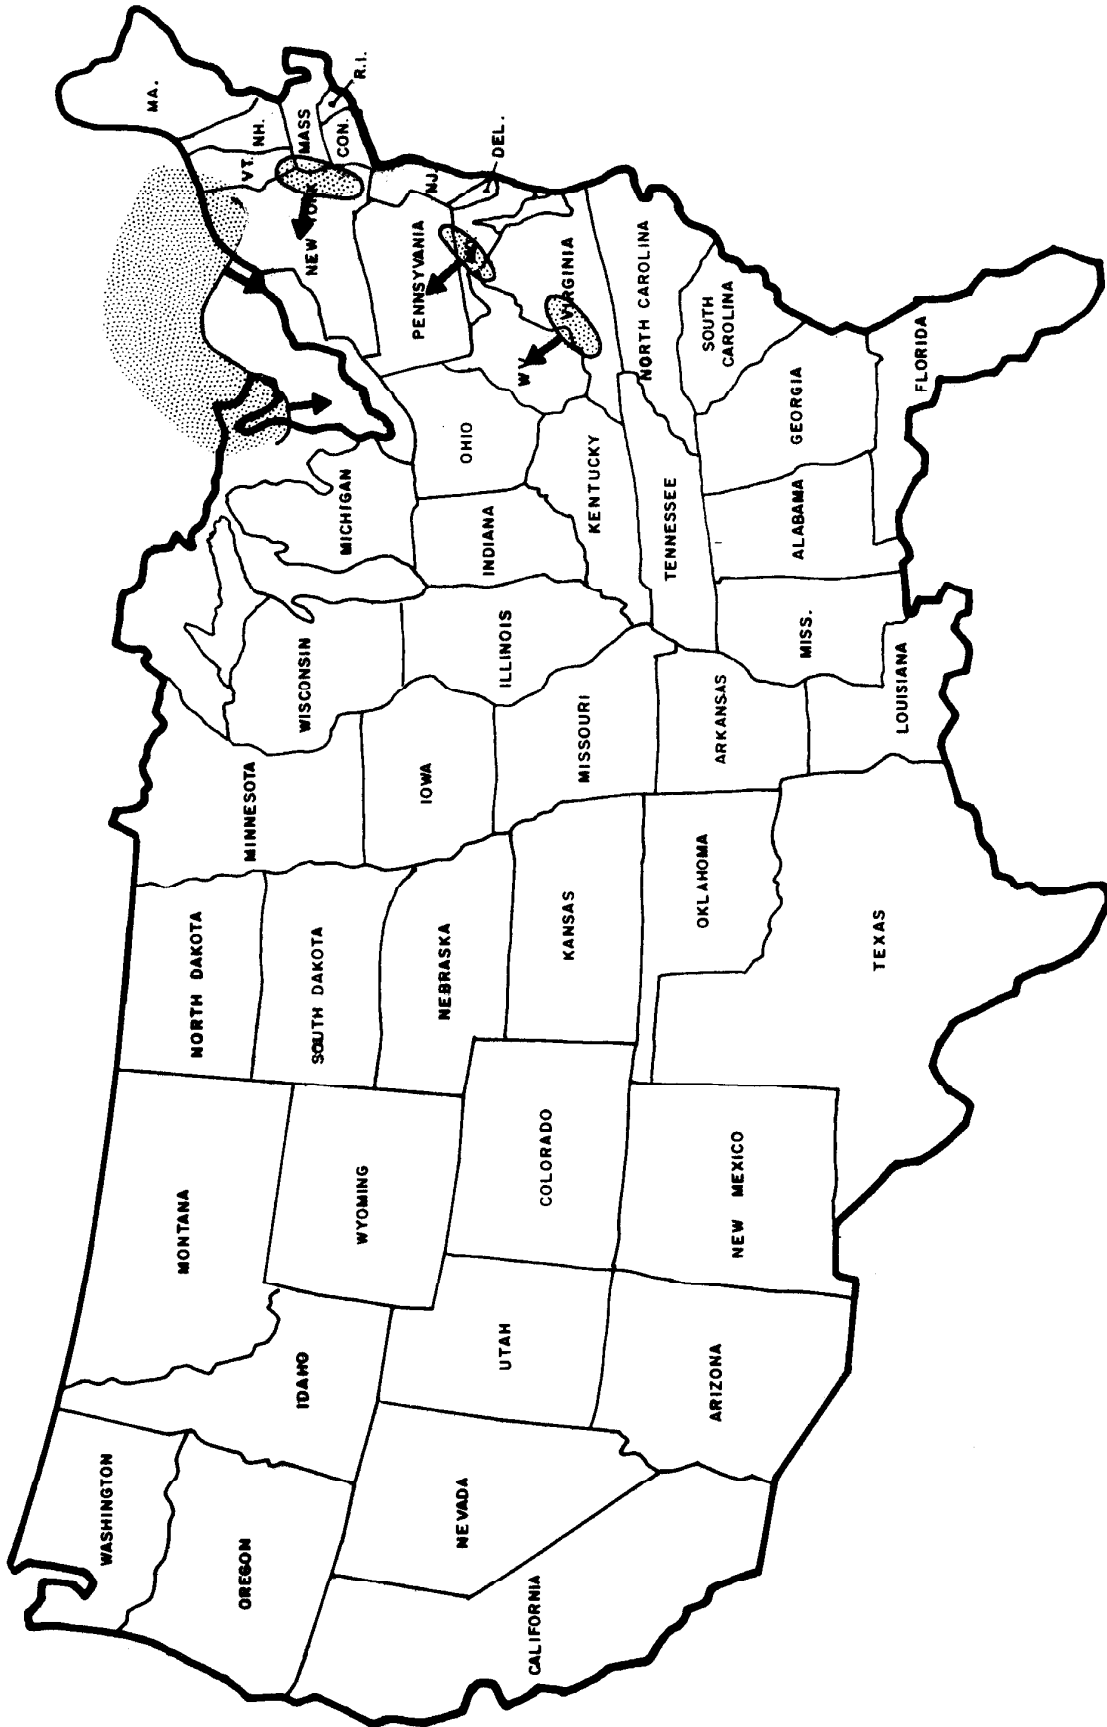 WASHINGTON
OREGON
CALIFORNIA
NEVADA
IDAHO
MONTANA
WYOMING
UTAH
ARIZONA
COLORADO
NEW MEXICO
NORTH DAKOTA
SOUTH DAKOTA
NEBRASKA
KANSAS
OKLAHOMA
TEXAS
MINNESOTA
IOWA
MISSOURI
ARKANSAS
LOUISIANA
WISCONSIN
ILLINOIS
MISS.
MICHIGAN
INDIANA
KENTUCKY
TENNESSEE
ALABAMA
OHIO
GEORGIA
FLORIDA
W.V.
VIRGINIA
NORTH CAROLINA
SOUTH
CAROLINA
PENNSYVANIA
NEW YORK
N.J.
DEL.
VT.
NH.
MASS
CON.
R.I.
MA.